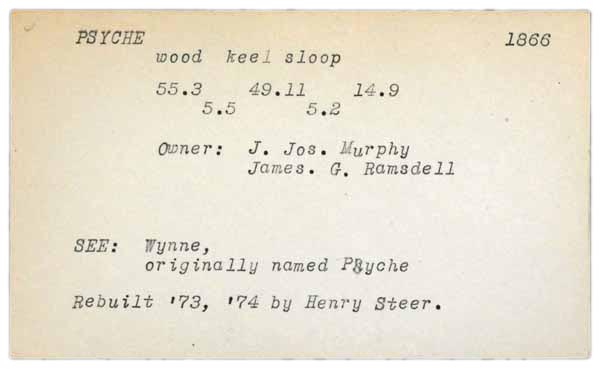 PSYCHE 1866
wood keel sloop
55.3 49.11 14.9
5.5 5.2
Owner: J. Jos. Murphy
James. G. Ramsdell
SEE: Wynne,
originally named Psyche
Rebuilt '73, '74 by Henry Steer.